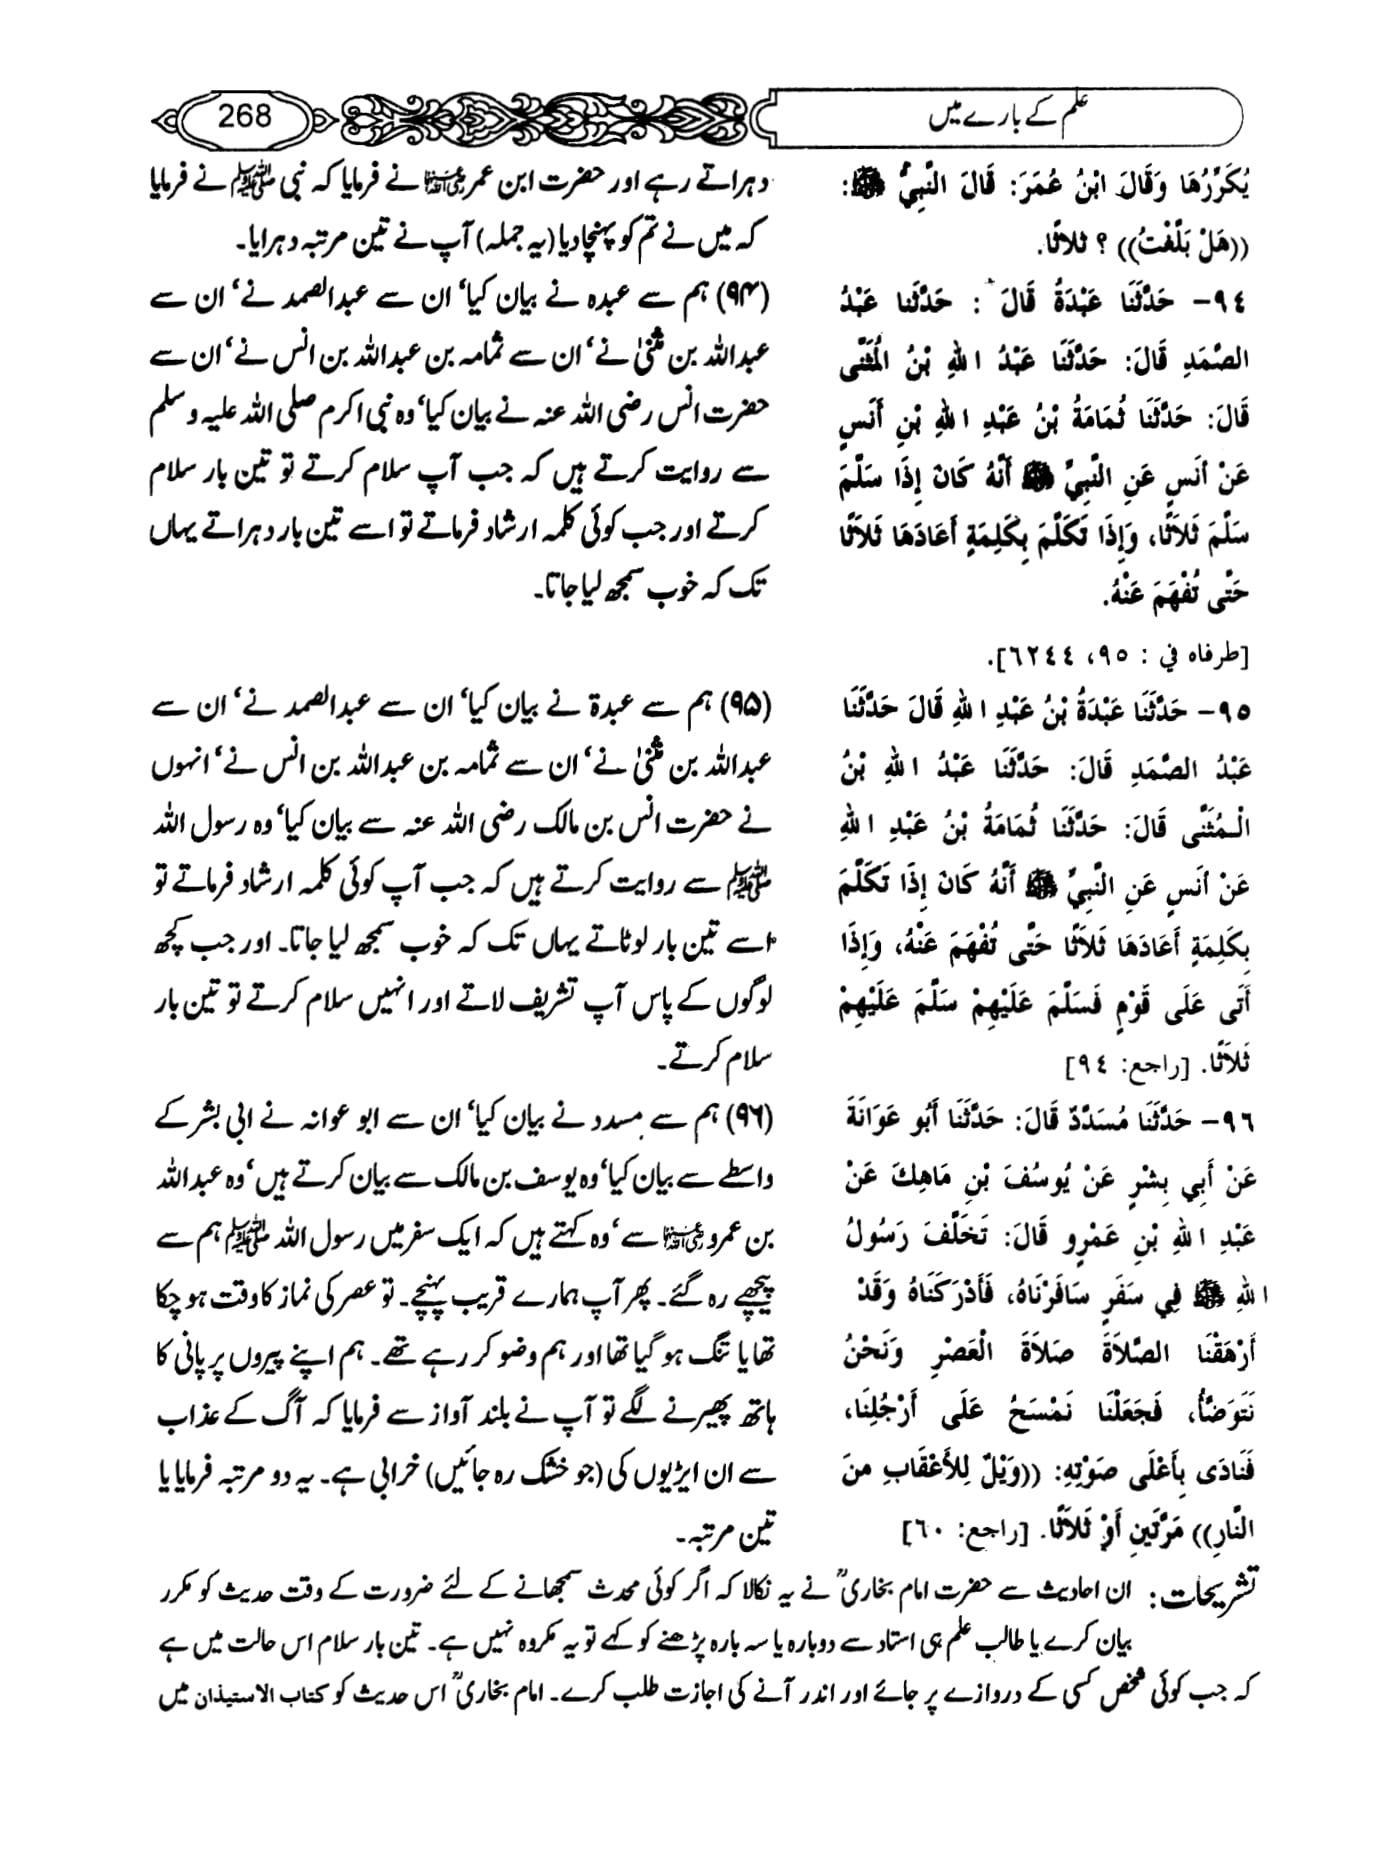 علم کے بارے میں
268
يُكَرِّرُهَا وَقَالَ ابْنُ عُمَرَ: قَالَ النَّبِيُّ ﷺ:
((هَلْ بَلَّغْتُ)) ؟ ثلاثًا.
٩٤- حَدَّثَنَا عَبْدَةُ قَالَ : حَدَّثَنا عَبْدُ
الصَّمَدِ قَالَ: حَدَّثَنَا عَبْدُ اللهِ بْنُ الُمثَنَّى
قَالَ: حَدَّثَنَا ثُمَامَةُ بْنُ عَبْدِ اللهِ بْنِ أَنَسٍ
عَنْ أنَسٍ عَنِ النَّبِيِّ ﷺ أَنَّهُ كَانَ إِذَا سَلَّمَ
سَلَّمَ ثَلاَثًا، وَإِذَا تَكَلَّمَ بِكَلِمَةٍ أَعَادَهَا ثَلاَثًا
حَتَّى تُفْهَمَ عَنْهُ.
[طرفاه في : ٩٥، ٦٢٤٤].
٩٥- حَدَّثَنَا عَبْدَةُ بْنُ عَبْدِ اللهِ قَالَ حَدَّثَنَا
عَبْدُ الصَّمَدِ قَالَ: حَدَّثَنَا عَبْدُ اللهِ بْنُ
الْـمُثَنَّى قَالَ: حَدَّثَنَا ثُمَامَةُ بْنُ عَبْدِ اللهِ
عَنْ أنَسٍ عَنِ النَّبِيِّ ﷺ أَنَّهُ كَانَ إِذَا تَكَلَّمَ
بِكَلِمَةٍ أَعَادَهَا ثَلاَثًا حَتَّى تُفْهَمَ عَنْهُ، وَإِذَا
أَتَى عَلَى قَوْمٍ فَسَلَّمَ عَلَيْهِمْ سَلَّمَ عَلَيْهِمْ
ثَلاَثًا. [راجع: ٩٤]
٩٦- حَدَّثَنَا مُسَدَّدٌ قَالَ: حَدَّثَنَا أَبُو عَوَانَةَ
عَنْ أَبِي بِشْرٍ عَنْ يُوسُفَ بْنِ مَاهِكَ عَنْ
عَبْدِ اللهِ بْنِ عَمْرٍو قَالَ: تَخَلَّفَ رَسُولُ
اللهِ ﷺ فِي سَفَرٍ سَافَرْنَاهُ، فَأَدْرَكَنَاهُ وَقَدْ
أَرْهَقْنَا الصَّلاَةَ صَلاَةَ الْعَصْرِ وَنَحْنُ
نَتَوَضَّأُ، فَجَعَلْنَا نَمْسَحُ عَلَى أَرْجُلِنَا،
فَنَادَى بِأَعْلَى صَوْتِهِ: ((وَيْلٌ لِلأَعْقَابِ مِنَ
النَّارِ)) مَرَّتَينِ أَوْ ثَلاَثًا. [راجع: ٦٠]
دہراتے رہے اور حضرت ابن عمر رضی اللہ عنہما نے فرمایا کہ نبی ﷺ نے فرمایا
کہ میں نے تم کو پہنچا دیا (یہ جملہ) آپ نے تین مرتبہ دہرایا۔
(۹۴) ہم سے عبدہ نے بیان کیا‘ ان سے عبدالصمد نے‘ ان سے
عبداللہ بن مثنیٰ نے‘ ان سے ثمامہ بن عبداللہ بن انس نے‘ ان سے
حضرت انس رضی اللہ عنہ نے بیان کیا‘ وہ نبی اکرم صلی اللہ علیہ و سلم
سے روایت کرتے ہیں کہ جب آپ سلام کرتے تو تین بار سلام
کرتے اور جب کوئی کلمہ ارشاد فرماتے تو اسے تین بار دہراتے یہاں
تک کہ خوب سمجھ لیا جاتا۔
(۹۵) ہم سے عبدۃ نے بیان کیا‘ ان سے عبدالصمد نے‘ ان سے
عبداللہ بن مثنیٰ نے‘ ان سے ثمامہ بن عبداللہ بن انس نے‘ انہوں
نے حضرت انس بن مالک رضی اللہ عنہ سے بیان کیا‘ وہ رسول اللہ
ﷺ سے روایت کرتے ہیں کہ جب آپ کوئی کلمہ ارشاد فرماتے تو
اسے تین بار لوٹاتے یہاں تک کہ خوب سمجھ لیا جاتا۔ اور جب کچھ
لوگوں کے پاس آپ تشریف لاتے اور انہیں سلام کرتے تو تین بار
سلام کرتے۔
(۹۶) ہم سے مسدد نے بیان کیا‘ ان سے ابو عوانہ نے ابی بشر کے
واسطے سے بیان کیا‘ وہ یوسف بن مالک سے بیان کرتے ہیں‘ وہ عبداللہ
بن عمرو رضی اللہ عنہما سے‘ وہ کہتے ہیں کہ ایک سفر میں رسول اللہ ﷺ ہم سے
پیچھے رہ گئے۔ پھر آپ ہمارے قریب پہنچے۔ تو عصر کی نماز کا وقت ہو چکا
تھا یا تنگ ہو گیا تھا اور ہم وضو کر رہے تھے۔ ہم اپنے پیروں پر پانی کا
ہاتھ پھیرنے لگے تو آپ نے بلند آواز سے فرمایا کہ آگ کے عذاب
سے ان ایڑیوں کی (جو خشک رہ جائیں) خرابی ہے۔ یہ دو مرتبہ فرمایا یا
تین مرتبہ۔
تشریحات: ان احادیث سے حضرت امام بخاریؒ نے یہ نکالا کہ اگر کوئی محدث سمجھانے کے لئے ضرورت کے وقت حدیث کو مکرر
بیان کرے یا طالب علم ہی استاد سے دوبارہ یا سہ بارہ پڑھنے کو کہے تو یہ مکروہ نہیں ہے۔ تین بار سلام اس حالت میں ہے
کہ جب کوئی شخص کسی کے دروازے پر جائے اور اندر آنے کی اجازت طلب کرے۔ امام بخاریؒ اس حدیث کو کتاب الاستیذان میں